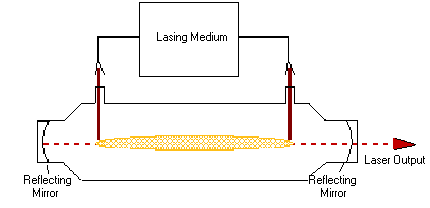 Lasing Medium
Laser Output
Reflecting
Mirror
Reflecting
Mirror